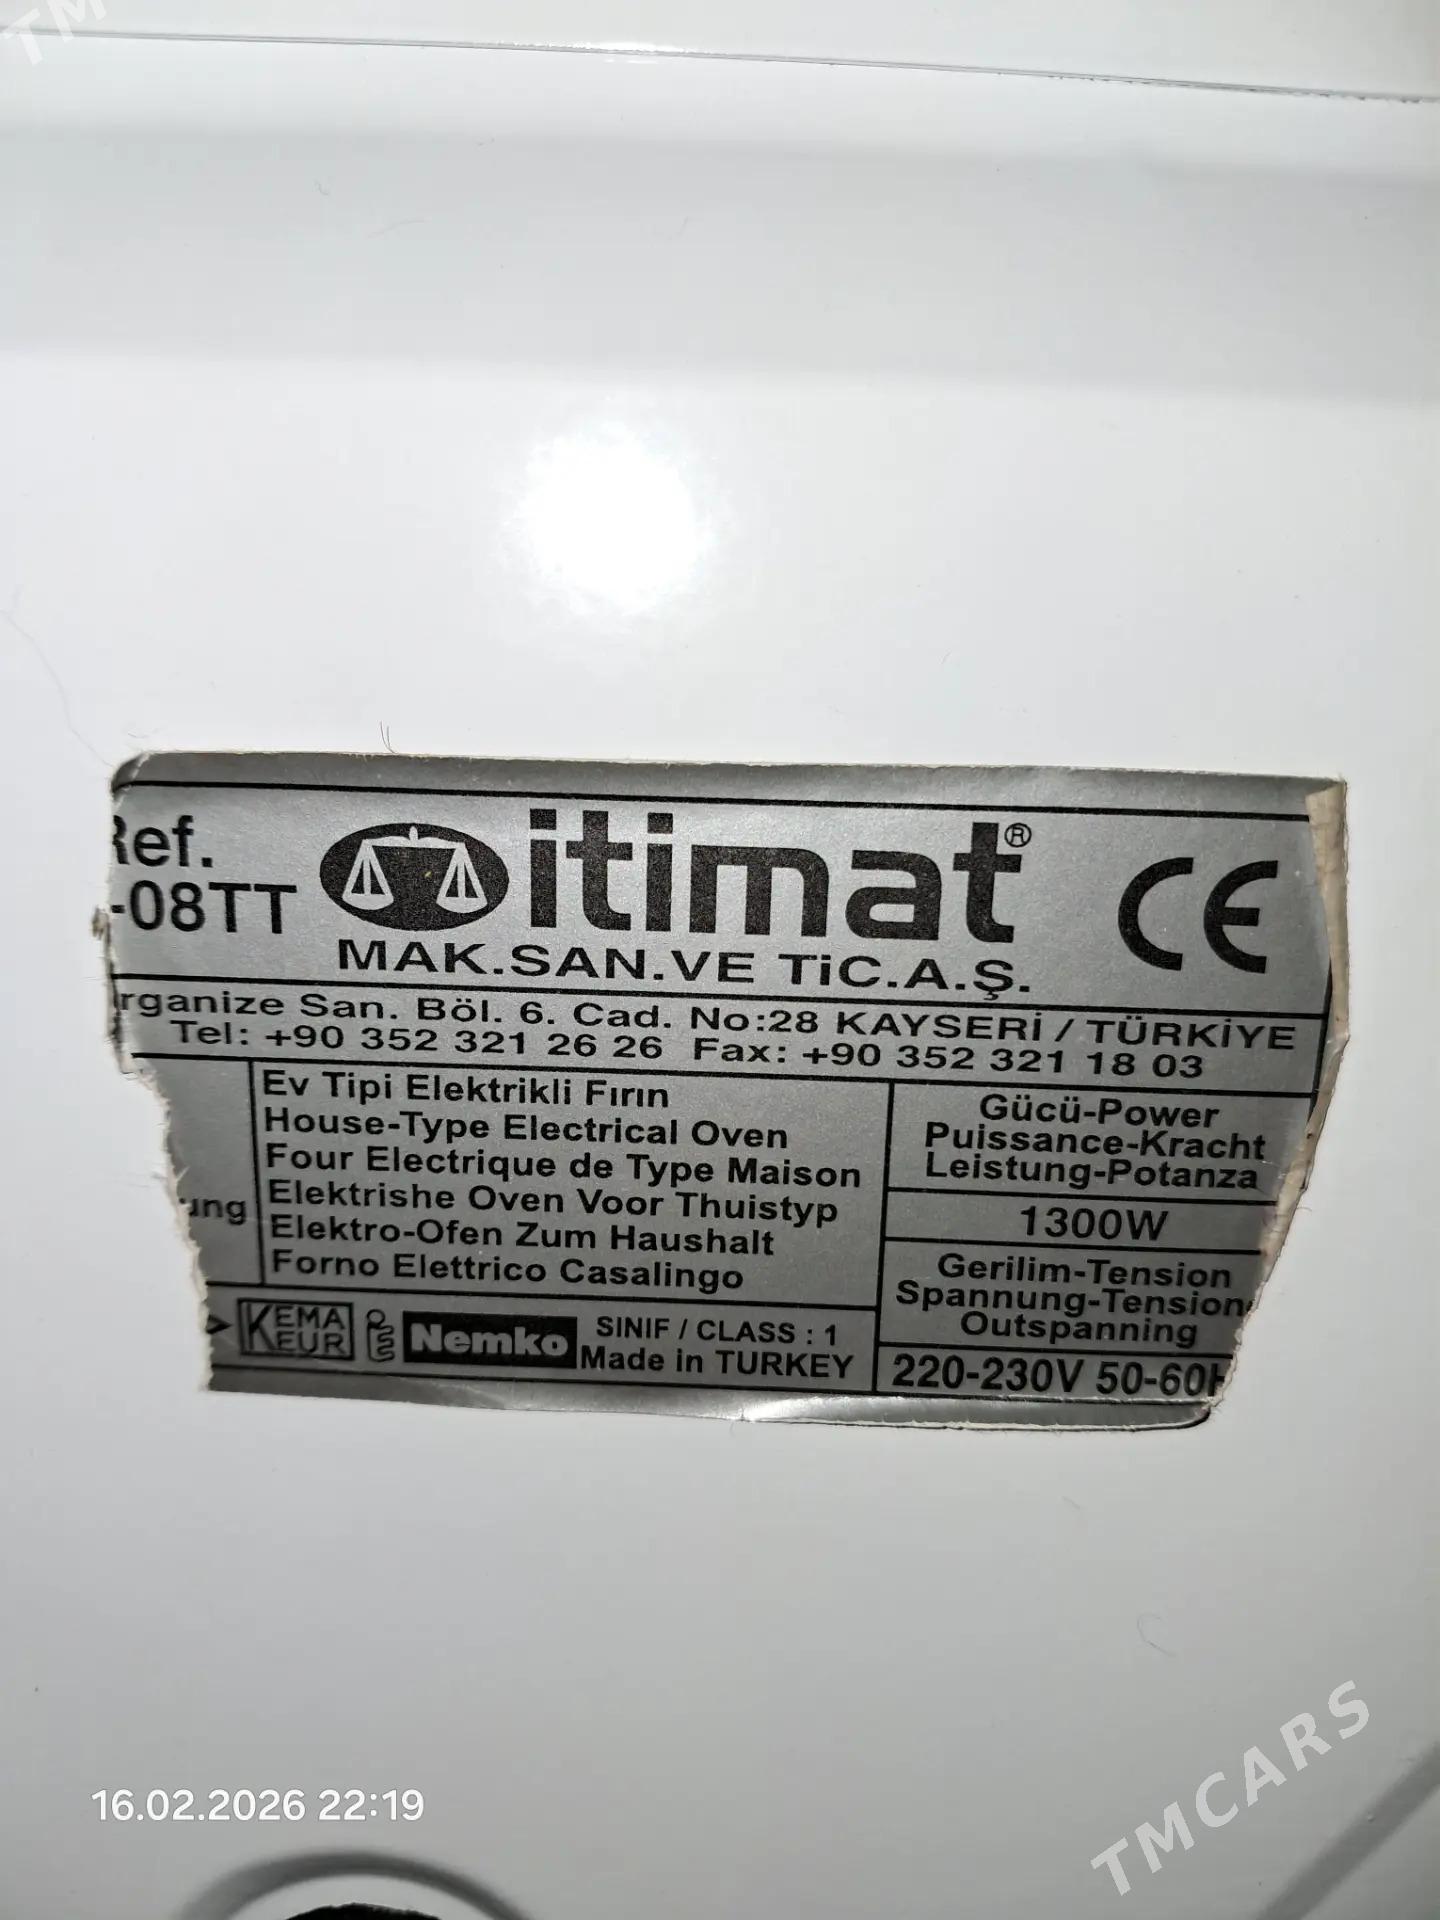 Ref.
-08TT
itimat®
MAK.SAN.VE TiC.A.Ş.
CE
rganize San. Böl. 6. Cad. No:28 KAYSERİ / TÜRKİYE
Tel: +90 352 321 26 26 Fax: +90 352 321 11 18 03
Ev Tipi Elektrikli Fırın
House-Type Electrical Oven
Four Electrique de Type Maison
Elektrishe Oven Voor Thuistyp
Elektro-Ofen Zum Haushalt
Forno Elettrico Casalingo
ung
Gücü-Power
Puissance-Kracht
Leistung-Potanza
1300W
Gerilim-Tension
Spannung-Tension
Outspanning
220-230V 50-60H
KEMA
KEUR
Nemko
SINIF / CLASS : 1
Made in TURKEY
16.02.2026 22:19
TMCARS
TM